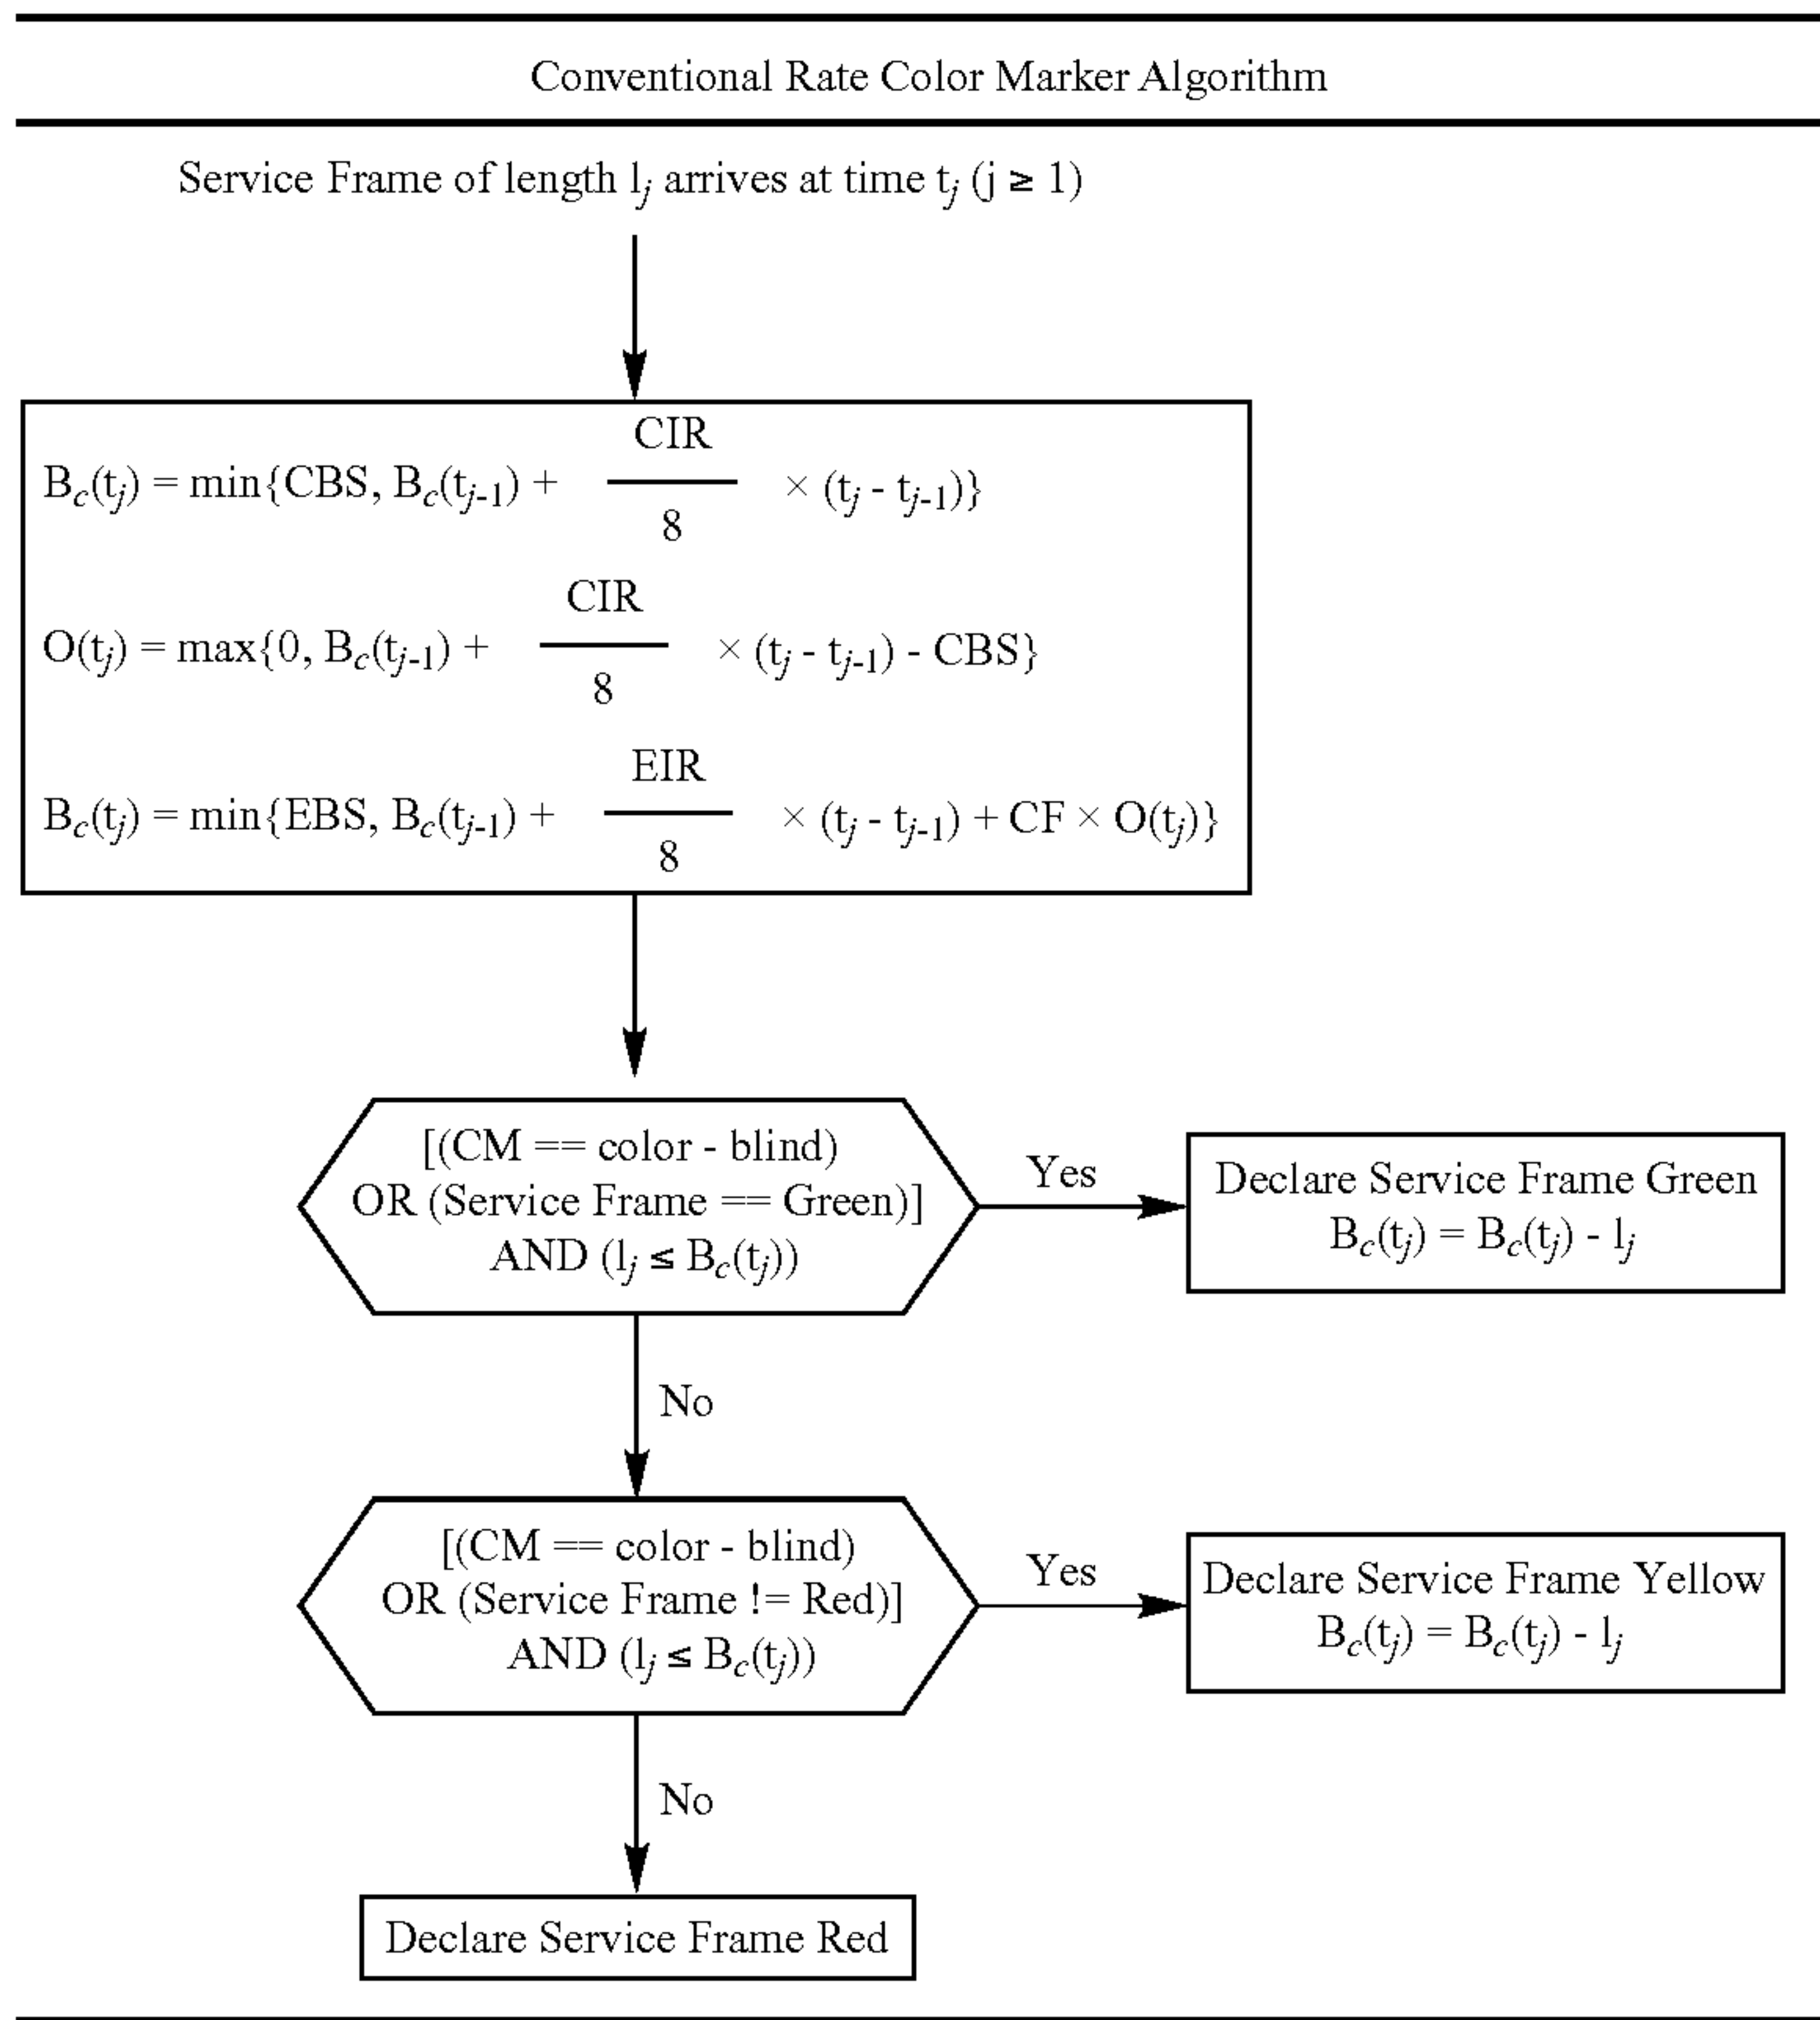 Conventional Rate Color Marker Algorithm
Service Frame of length lj arrives at time tj (j ≥ 1)
Bc(tj) = min{CBS, Bc(tj-1) + CIR/8 × (tj - tj-1)}
O(tj) = max{0, Bc(tj-1) + CIR/8 × (tj - tj-1) - CBS}
Bc(tj) = min{EBS, Bc(tj-1) + EIR/8 × (tj - tj-1) + CF × O(tj)}
[(CM == color - blind)
OR (Service Frame == Green)]
AND (lj ≤ Bc(tj))
Yes
Declare Service Frame Green
Bc(tj) = Bc(tj) - lj
No
[(CM == color - blind)
OR (Service Frame != Red)]
AND (lj ≤ Bc(tj))
Yes
Declare Service Frame Yellow
Bc(tj) = Bc(tj) - lj
No
Declare Service Frame Red